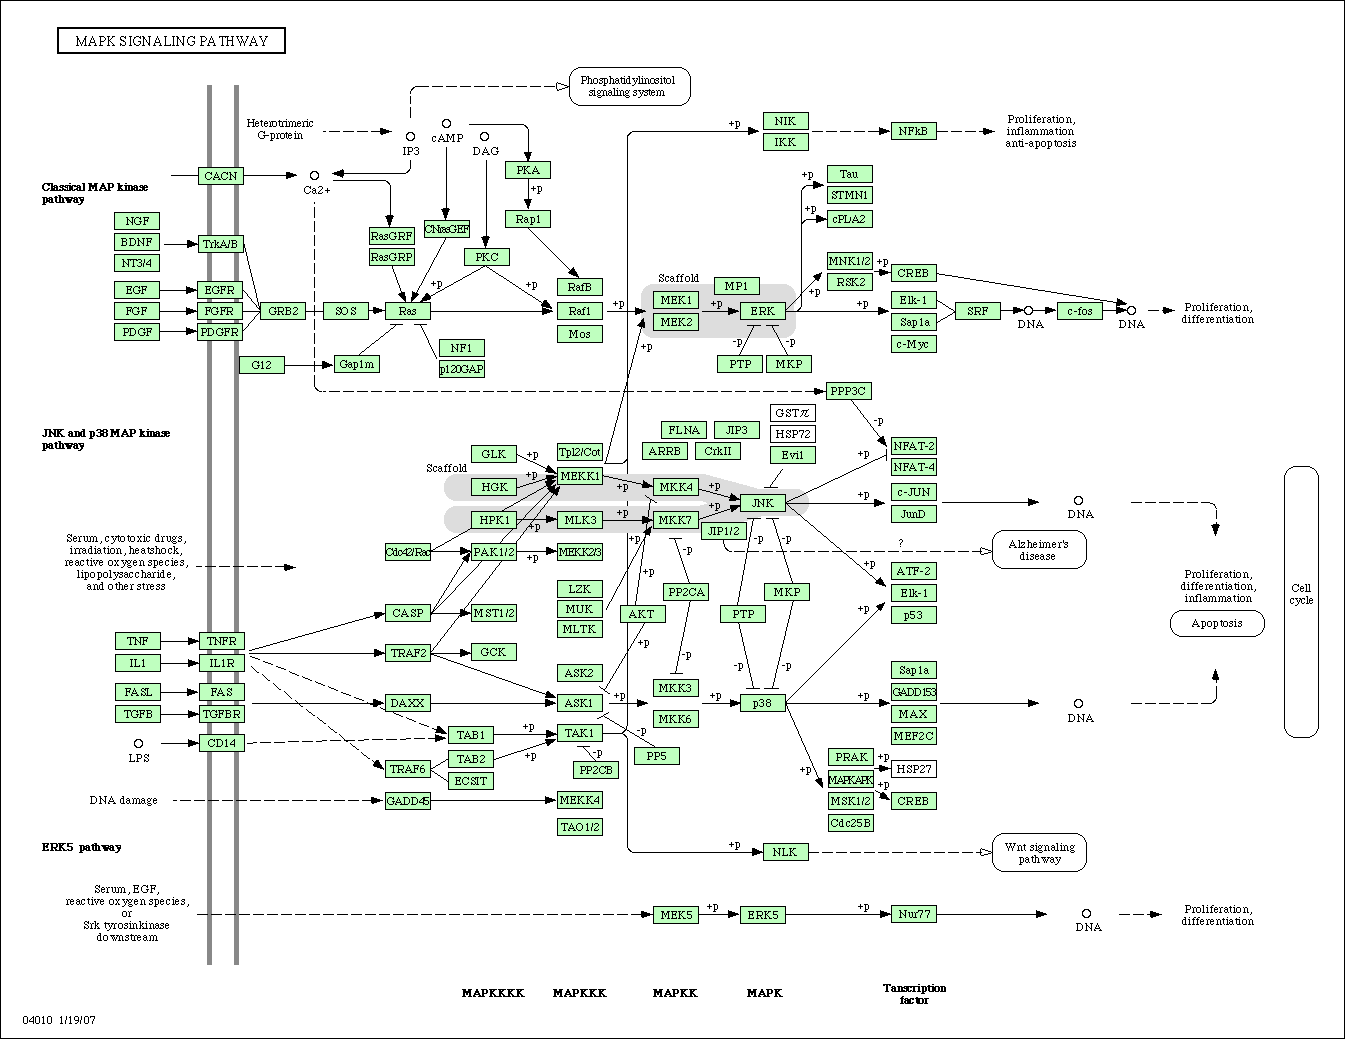 MAPK SIGNALING PATHWAY
Phosphatidylinositol
signaling system
Heterotrimeric
G-protein
IP3
cAMP
DAG
+p
NIK
IKK
NFkB
Proliferation,
inflammation
anti-apoptosis
CACN
Ca2+
PKA
+p
Rap1
+p
Tau
STMN1
cPLA2
Classical MAP kinase
pathway
NGF
BDNF
NT3/4
TrkA/B
RasGRF
RasGRP
CNrasGEF
PKC
+p
+p
RafB
Raf1
Mos
+p
Scaffold
MEK1
MEK2
MP1
+p
ERK
+p
+p
MNK1/2
RSK2
+p
CREB
EGF
FGF
PDGF
EGFR
FGFR
PDGFR
GRB2
SOS
Ras
+p
Elk-1
Sap1a
c-Myc
SRF
DNA
c-fos
DNA
Proliferation,
differentiation
G12
Gap1m
NF1
p120GAP
+p
-p
-p
PTP
MKP
PPP3C
-p
JNK and p38 MAP kinase
pathway
GLK
+p
Tpl2/Cot
FLNA
JIP3
ARRB
CrkII
GSTπ
HSP72
Evi1
NFAT-2
NFAT-4
Scaffold
HGK
+p
MEKK1
+p
MKK4
+p
JNK
+p
+p
c-JUN
JunD
DNA
HPK1
+p
MLK3
+p
MKK7
+p
JIP1/2
?
Alzheimer's
disease
Serum, cytotoxic drugs,
irradiation, heatshock,
reactive oxygen species,
lipopolysaccharide,
and other stress
Cdc42/Rac
PAK1/2
+p
MEKK2/3
-p
+p
-p
-p
+p
ATF-2
Elk-1
p53
Proliferation,
differentiation,
inflammation
Apoptosis
Cell
cycle
LZK
MUK
MLTK
AKT
PP2CA
PTP
MKP
CASP
MST1/2
+p
+p
TNF
IL1
TNFR
IL1R
TRAF2
GCK
+p
-p
-p
-p
ASK2
FASL
TGFB
FAS
TGFBR
DAXX
ASK1
+p
MKK3
MKK6
+p
p38
+p
Sap1a
GADD153
MAX
MEF2C
DNA
LPS
CD14
TAB1
+p
TAK1
TAB2
+p
ECSIT
TRAF6
-p
PP2CB
-p
PP5
+p
PRAK
MAPKAPK
MSK1/2
Cdc25B
+p
+p
HSP27
CREB
DNA damage
GADD45
MEKK4
TAO1/2
ERK5 pathway
+p
NLK
Wnt signaling
pathway
Serum, EGF,
reactive oxygen species,
or
Srk tyrosinkinase
downstream
MEK5
+p
ERK5
+p
Nur77
DNA
Proliferation,
differentiation
MAPKKKK
MAPKKK
MAPKK
MAPK
Tanscription
factor
04010 1/19/07